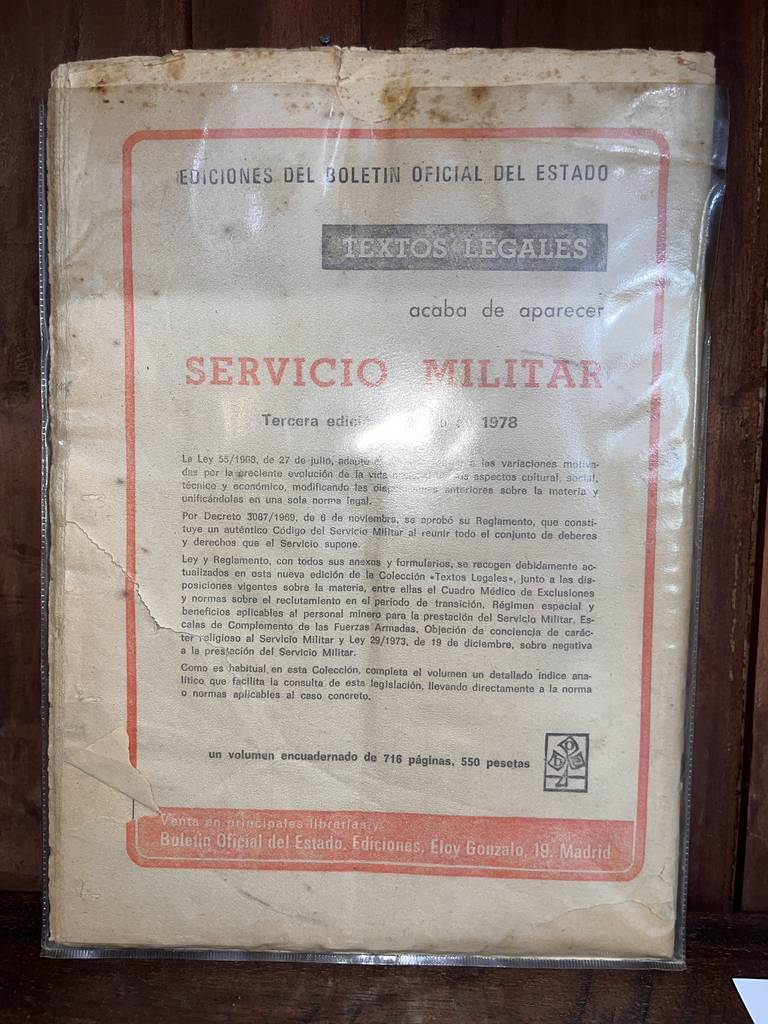 EDICIONES DEL BOLETIN OFICIAL DEL ESTADO
TEXTOS LEGALES
acaba de aparecer
SERVICIO MILITAR
Tercera edición 1978
La Ley 55/1968, de 27 de julio, adaptó a las variaciones motiva-
das por la creciente evolución de la vida aspectos cultural, social,
técnico y económico, modificando las disposiciones anteriores sobre la materia y
unificándolas en una sola norma legal.
Por Decreto 3087/1969, de 6 de noviembre, se aprobó su Reglamento, que consti-
tuye un auténtico Código del Servicio Militar al reunir todo el conjunto de deberes
y derechos que el Servicio supone.
Ley y Reglamento, con todos sus anexos y formularios, se recogen debidamente ac-
tualizados en esta nueva edición de la Colección «Textos Legales», junto a las dis-
posiciones vigentes sobre la materia, entre ellas el Cuadro Médico de Exclusiones
y normas sobre el reclutamiento en el período de transición, Régimen especial y
beneficios aplicables al personal minero para la prestación del Servicio Militar, Es-
calas de Complemento de las Fuerzas Armadas, Objeción de conciencia de carác-
ter religioso al Servicio Militar y Ley 29/1973, de 19 de diciembre, sobre negativa
a la prestación del Servicio Militar.
Como es habitual en esta Colección, completa el volumen un detallado índice ana-
lítico que facilita la consulta de esta legislación, llevando directamente a la norma
o normas aplicables al caso concreto.
un volumen encuadernado de 716 páginas, 550 pesetas
Venta en principales librerías y
Boletín Oficial del Estado. Ediciones, Eloy Gonzalo, 19. Madrid